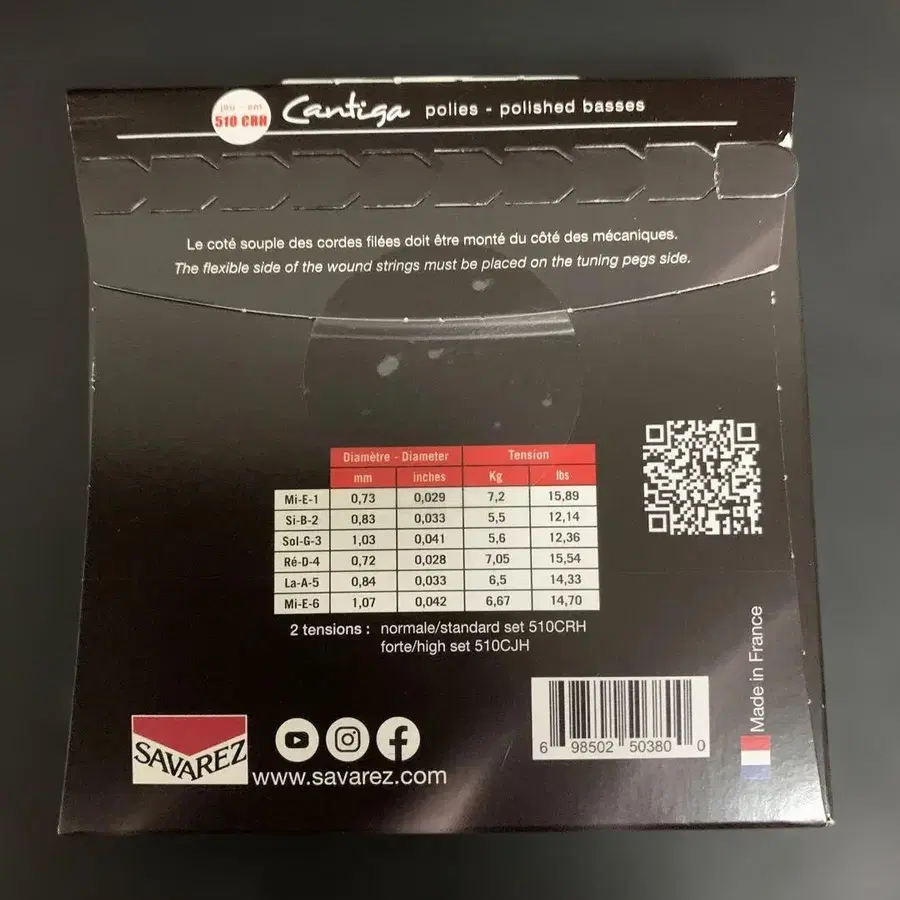 jeu - set
510 CRH
Cantiga polies - polished basses
Le coté souple des cordes filées doit être monté du côté des mécaniques.
The flexible side of the wound strings must be placed on the tuning pegs side.
Diamètre - Diameter Tension
mm inches Kg lbs
Mi-E-1 0,73 0,029 7,2 15,89
Si-B-2 0,83 0,033 5,5 12,14
Sol-G-3 1,03 0,041 5,6 12,36
Ré-D-4 0,72 0,028 7,05 15,54
La-A-5 0,84 0,033 6,5 14,33
Mi-E-6 1,07 0,042 6,67 14,70
2 tensions : normale/standard set 510CRH
forte/high set 510CJH
Made in France
SAVAREZ
www.savarez.com
6 98502 50380 0